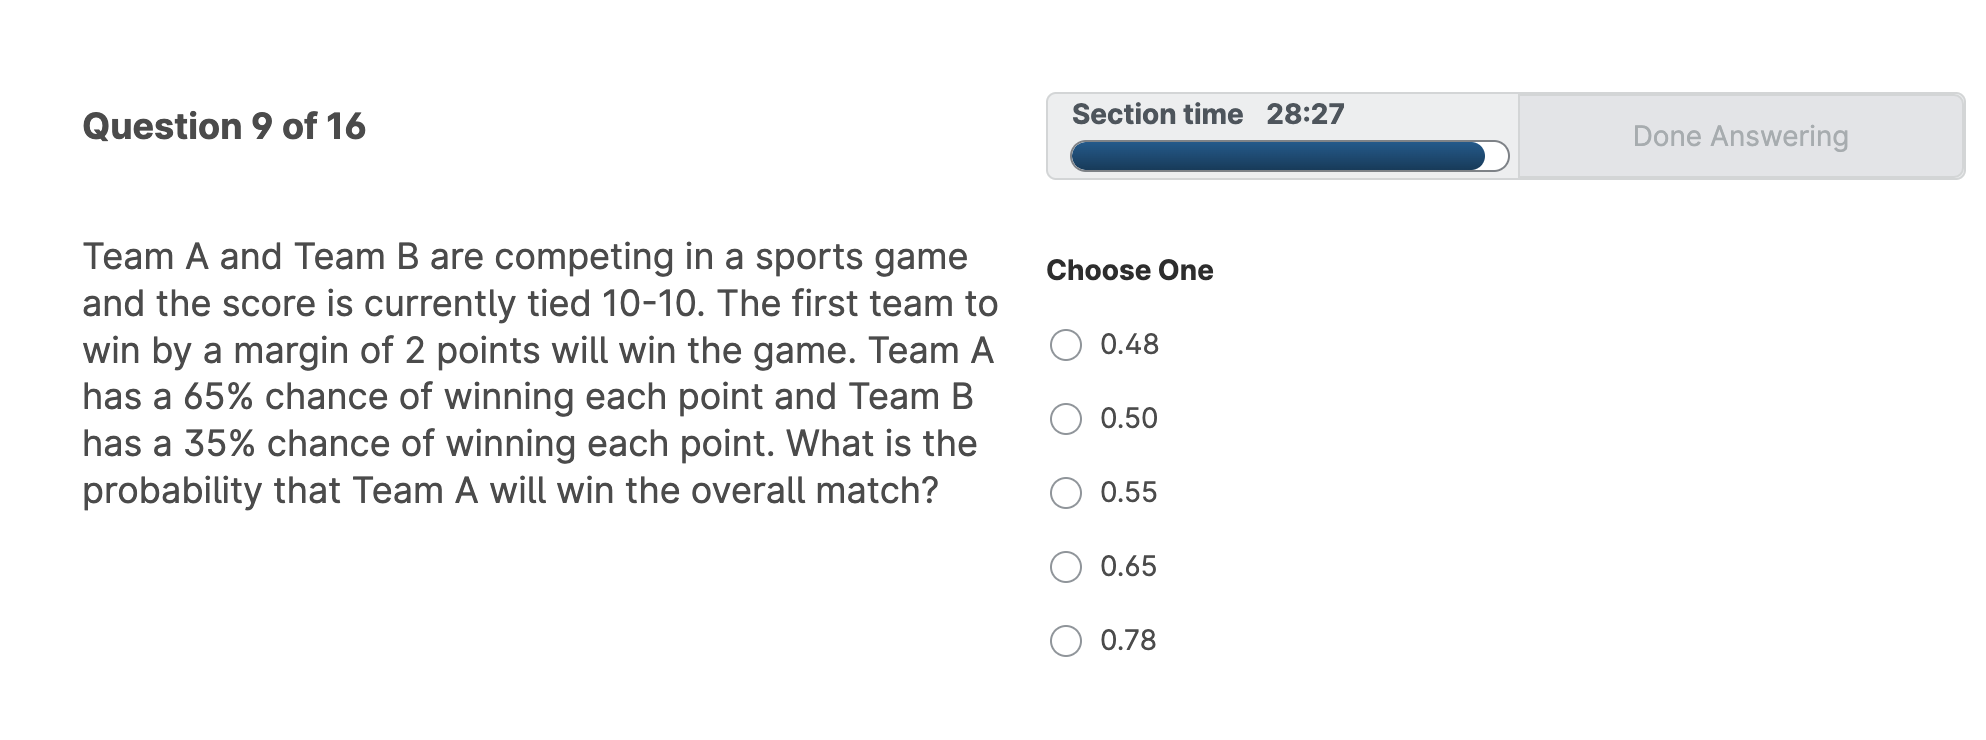 Question 9 of 16
Section time 28:27
Done Answering
Team A and Team B are competing in a sports game
and the score is currently tied 10-10. The first team to
win by a margin of 2 points will win the game. Team A
has a 65% chance of winning each point and Team B
has a 35% chance of winning each point. What is the
probability that Team A will win the overall match?
Choose One
0.48
0.50
0.55
0.65
0.78